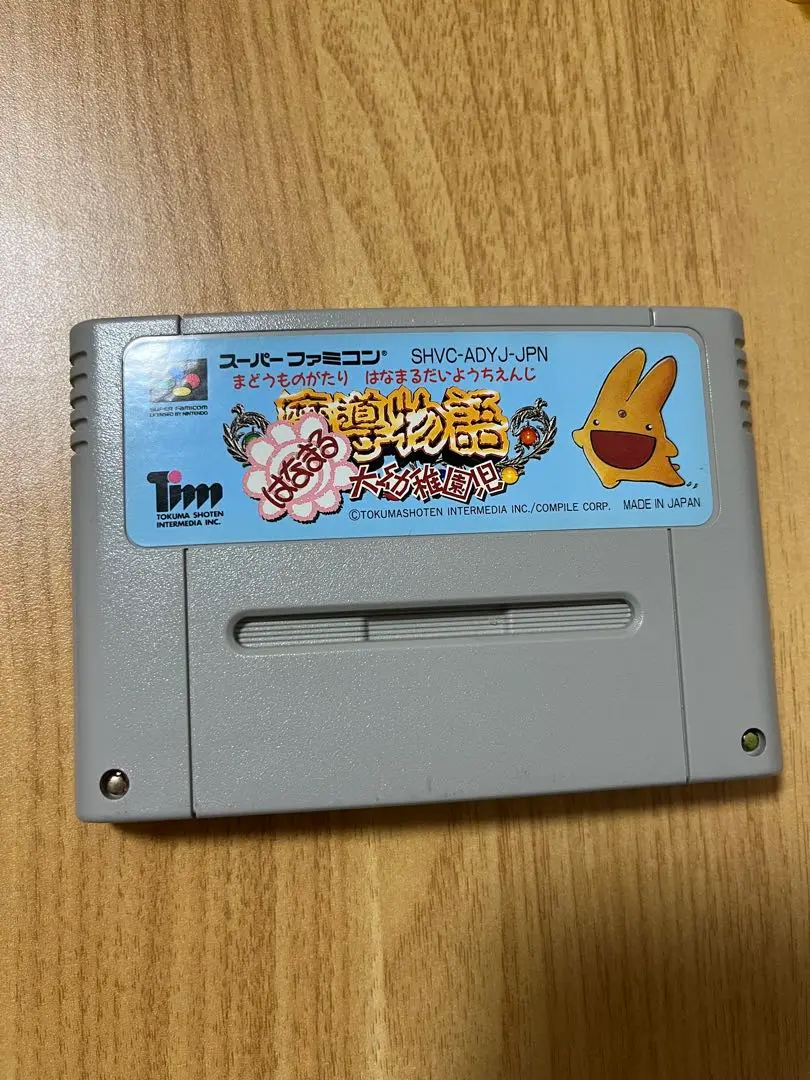 スーパーファミコン® SHVC-ADYJ-JPN
まどうものがたり はなまるだいようちえんじ
SUPER FAMICOM
LICENSED BY NINTENDO
魔導物語
はなまる
大幼稚園児
Tim
TOKUMA SHOTEN
INTERMEDIA INC.
©TOKUMASHOTEN INTERMEDIA INC./COMPILE CORP. MADE IN JAPAN